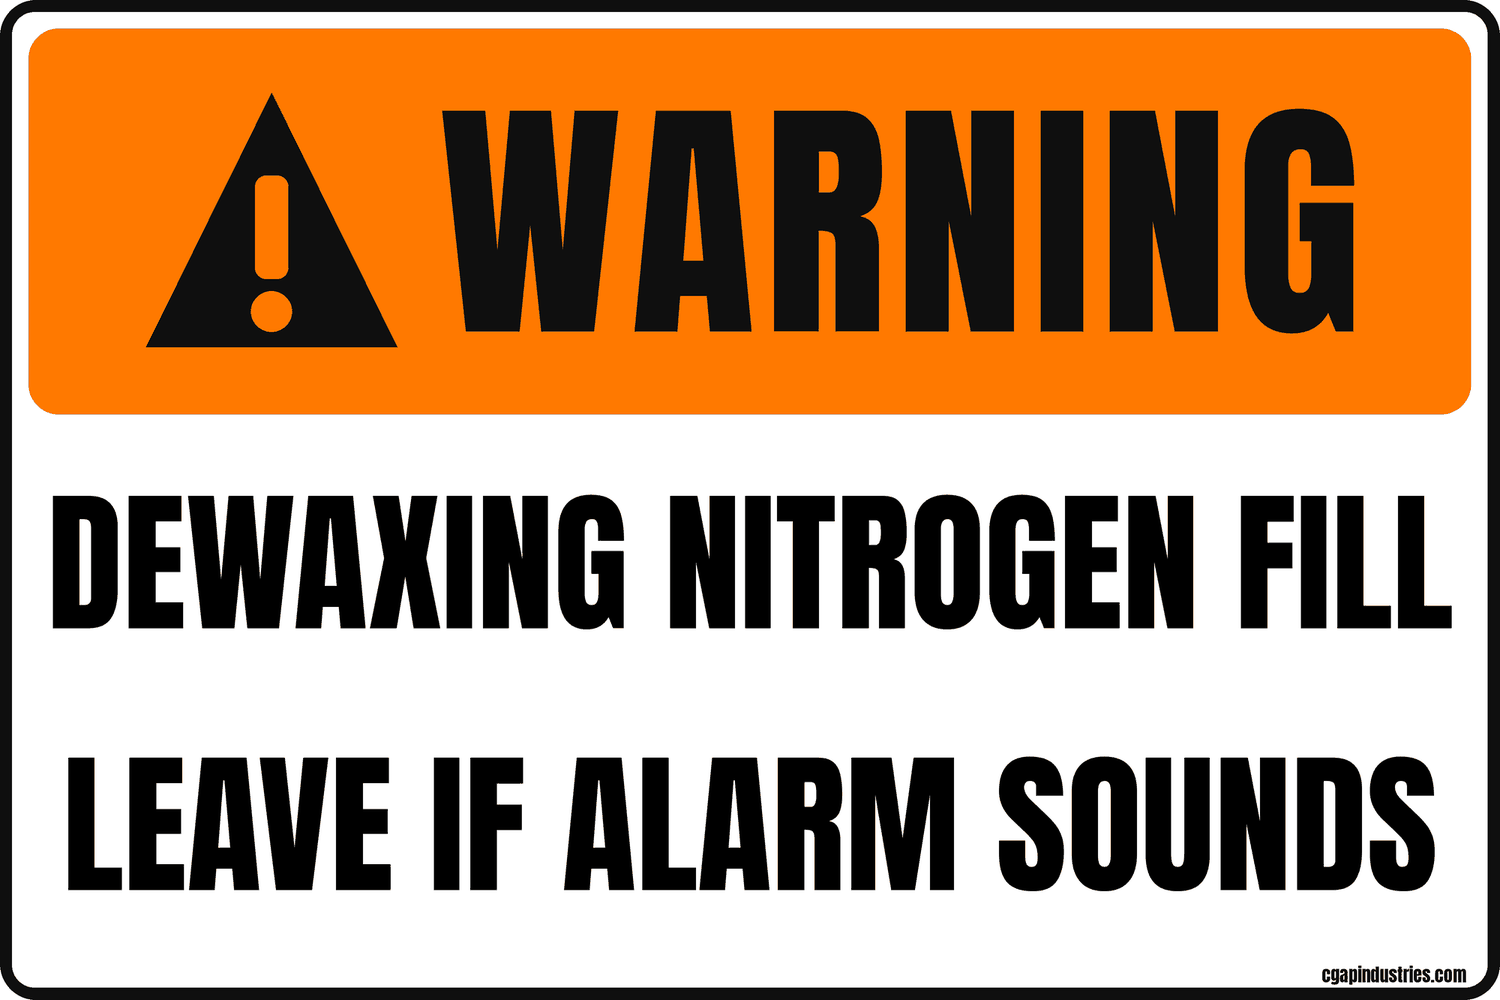 WARNING
DEWAXING NITROGEN FILL
LEAVE IF ALARM SOUNDS
cgapindustries.com